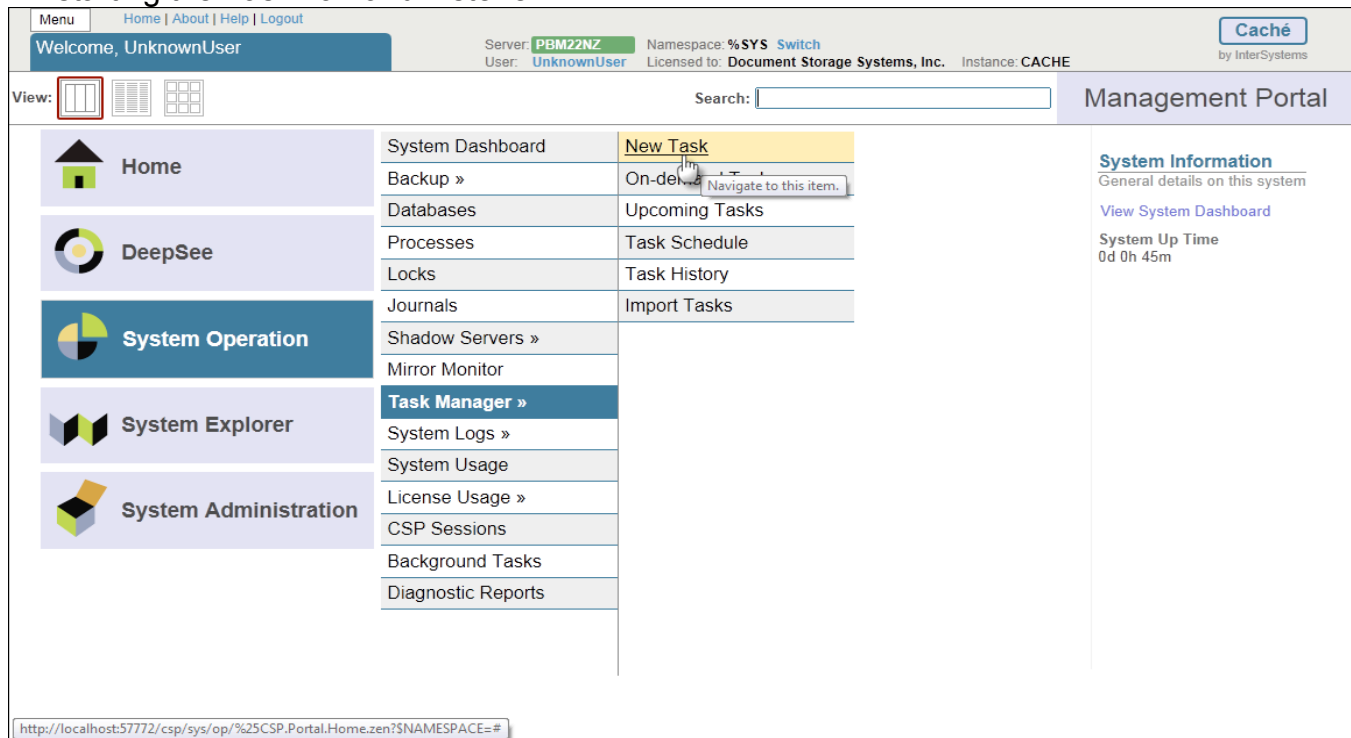 Menu Home | About | Help | Logout
Welcome, UnknownUser
Server: PBM22NZ Namespace: %SYS Switch
User: UnknownUser Licensed to: Document Storage Systems, Inc. Instance: CACHE
Caché
by InterSystems
View:
Search:
Management Portal
Home
DeepSee
System Operation
System Explorer
System Administration
System Dashboard
Backup »
Databases
Processes
Locks
Journals
Shadow Servers »
Mirror Monitor
Task Manager »
System Logs »
System Usage
License Usage »
CSP Sessions
Background Tasks
Diagnostic Reports
New Task
Navigate to this item.
Upcoming Tasks
Task Schedule
Task History
Import Tasks
System Information
General details on this system
View System Dashboard
System Up Time
0d 0h 45m
http://localhost:57772/csp/sys/op/%25CSP.Portal.Home.zen?$NAMESPACE=#